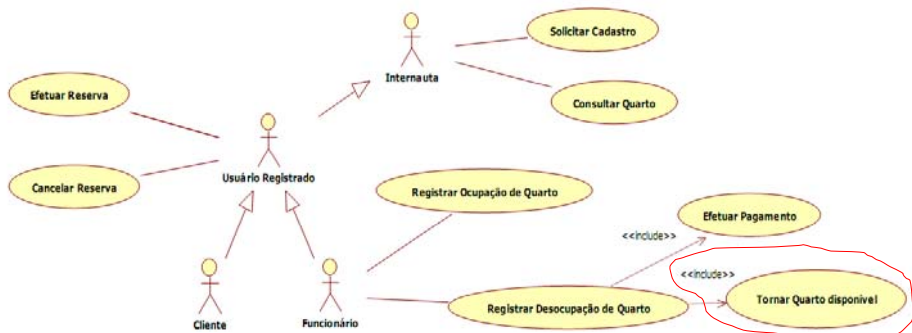 Solicitar Cadastro
Internauta
Consultar Quarto
Efetuar Reserva
Usuário Registrado
Cancelar Reserva
Registrar Ocupação de Quarto
Efetuar Pagamento
<<include>>
<<include>>
Tornar Quarto disponível
Registrar Desocupação de Quarto
Cliente
Funcionário